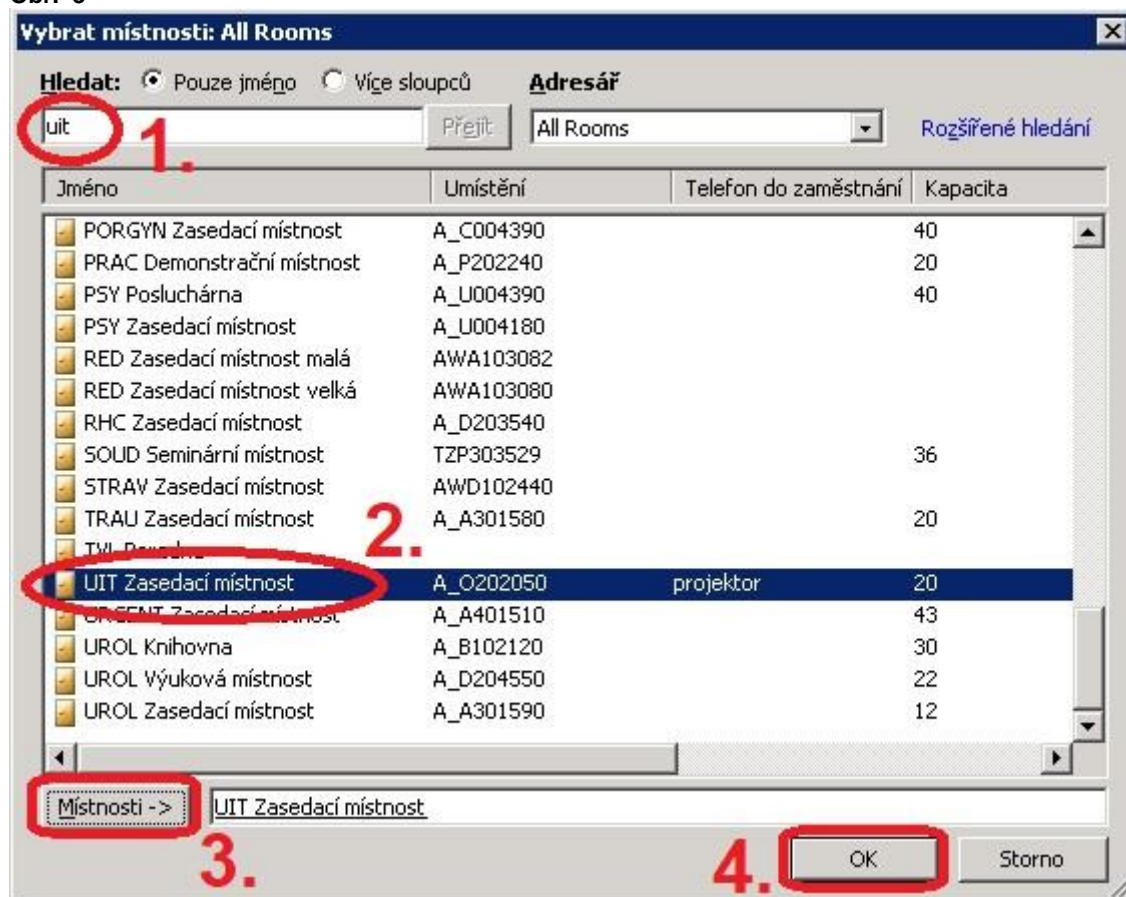 Vybrat místnosti: All Rooms
Hledat: Pouze jméno Více sloupců Adresář
uit 1. Přejít All Rooms Rozšířené hledání
Jméno Umístění Telefon do zaměstnání Kapacita
PORGYN Zasedací místnost A_C004390 40
PRAC Demonstrační místnost A_P202240 20
PSY Posluchárna A_U004390 40
PSY Zasedací místnost A_U004180
RED Zasedací místnost malá AWA103082
RED Zasedací místnost velká AWA103080
RHC Zasedací místnost A_D203540
SOUD Seminární místnost TZP303529 36
STRAV Zasedací místnost AWD102440
TRAU Zasedací místnost 2. A_A301580 20
UIT Zasedací místnost A_O202050 projektor 20
URGENT Zasedací místnost A_A401510 43
UROL Knihovna A_B102120 30
UROL Výuková místnost A_D204550 22
UROL Zasedací místnost A_A301590 12
Místnosti -> UIT Zasedací místnost
3. 4. OK Storno